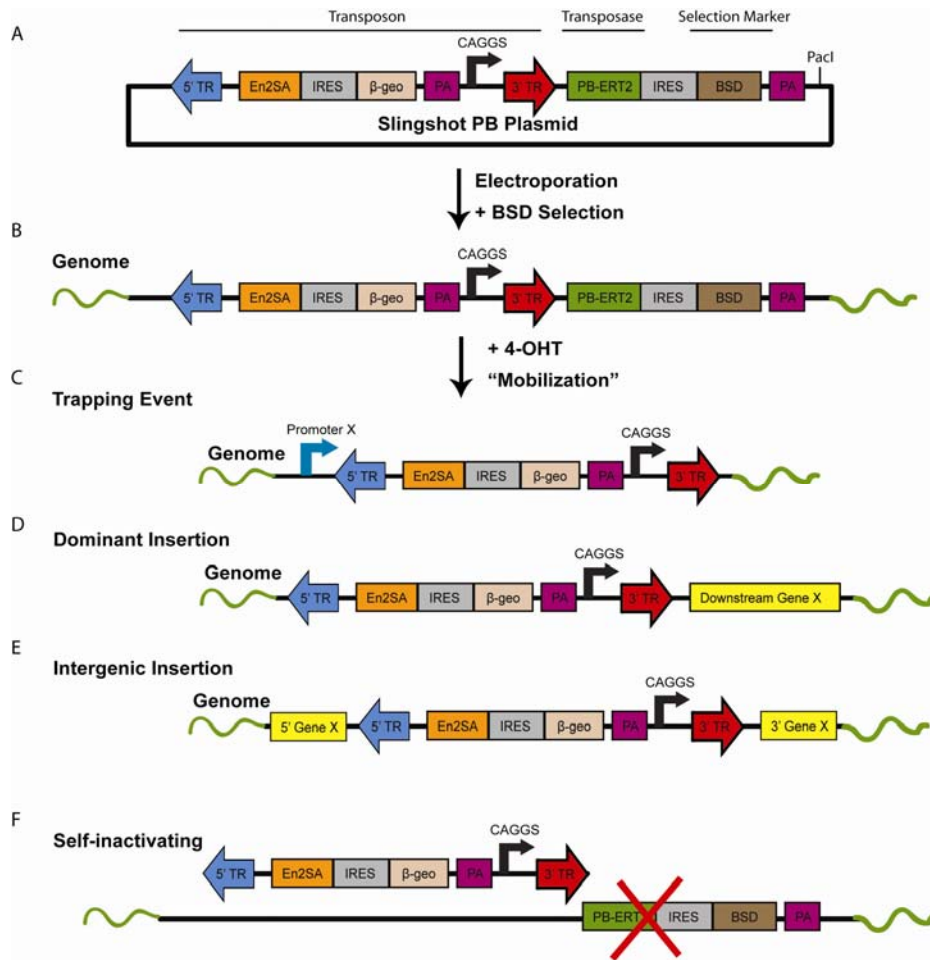 Transposon Transposase Selection Marker
A
CAGGS
PacI
5' TR En2SA IRES β-geo PA 3' TR PB-ERT2 IRES BSD PA
Slingshot PB Plasmid
Electroporation
+ BSD Selection
B
Genome
CAGGS
5' TR En2SA IRES β-geo PA 3' TR PB-ERT2 IRES BSD PA
+ 4-OHT
"Mobilization"
C
Trapping Event
Promoter X CAGGS
Genome
5' TR En2SA IRES β-geo PA 3' TR
D
Dominant Insertion
CAGGS
Genome
5' TR En2SA IRES β-geo PA 3' TR Downstream Gene X
E
Intergenic Insertion
CAGGS
Genome
5' Gene X 5' TR En2SA IRES β-geo PA 3' TR 3' Gene X
F
Self-inactivating
CAGGS
5' TR En2SA IRES β-geo PA 3' TR
PB-ERT IRES BSD PA